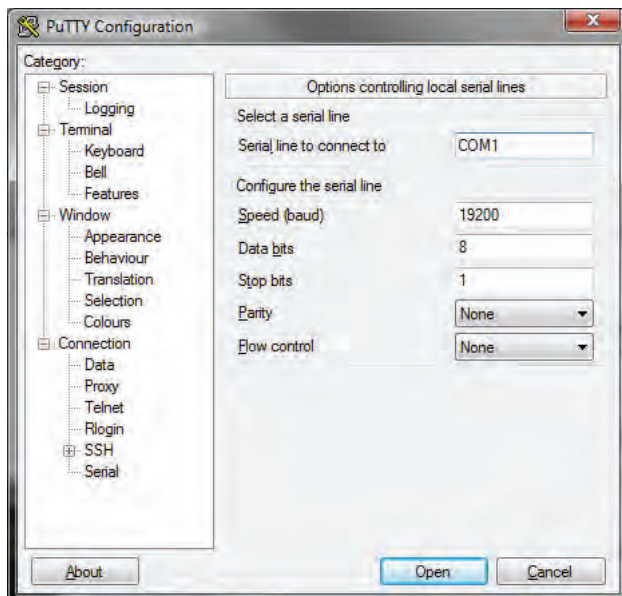 PuTTY Configuration
Category:
Session
Logging
Terminal
Keyboard
Bell
Features
Window
Appearance
Behaviour
Translation
Selection
Colours
Connection
Data
Proxy
Telnet
Rlogin
SSH
Serial
Options controlling local serial lines
Select a serial line
Serial line to connect to COM1
Configure the serial line
Speed (baud) 19200
Data bits 8
Stop bits 1
Parity None
Flow control None
About Open Cancel